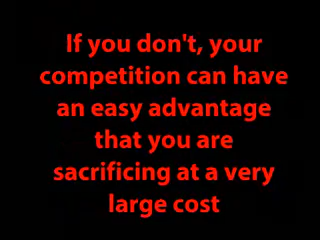 If you don't, your
competition can have
an easy advantage
that you are
sacrificing at a very
large cost